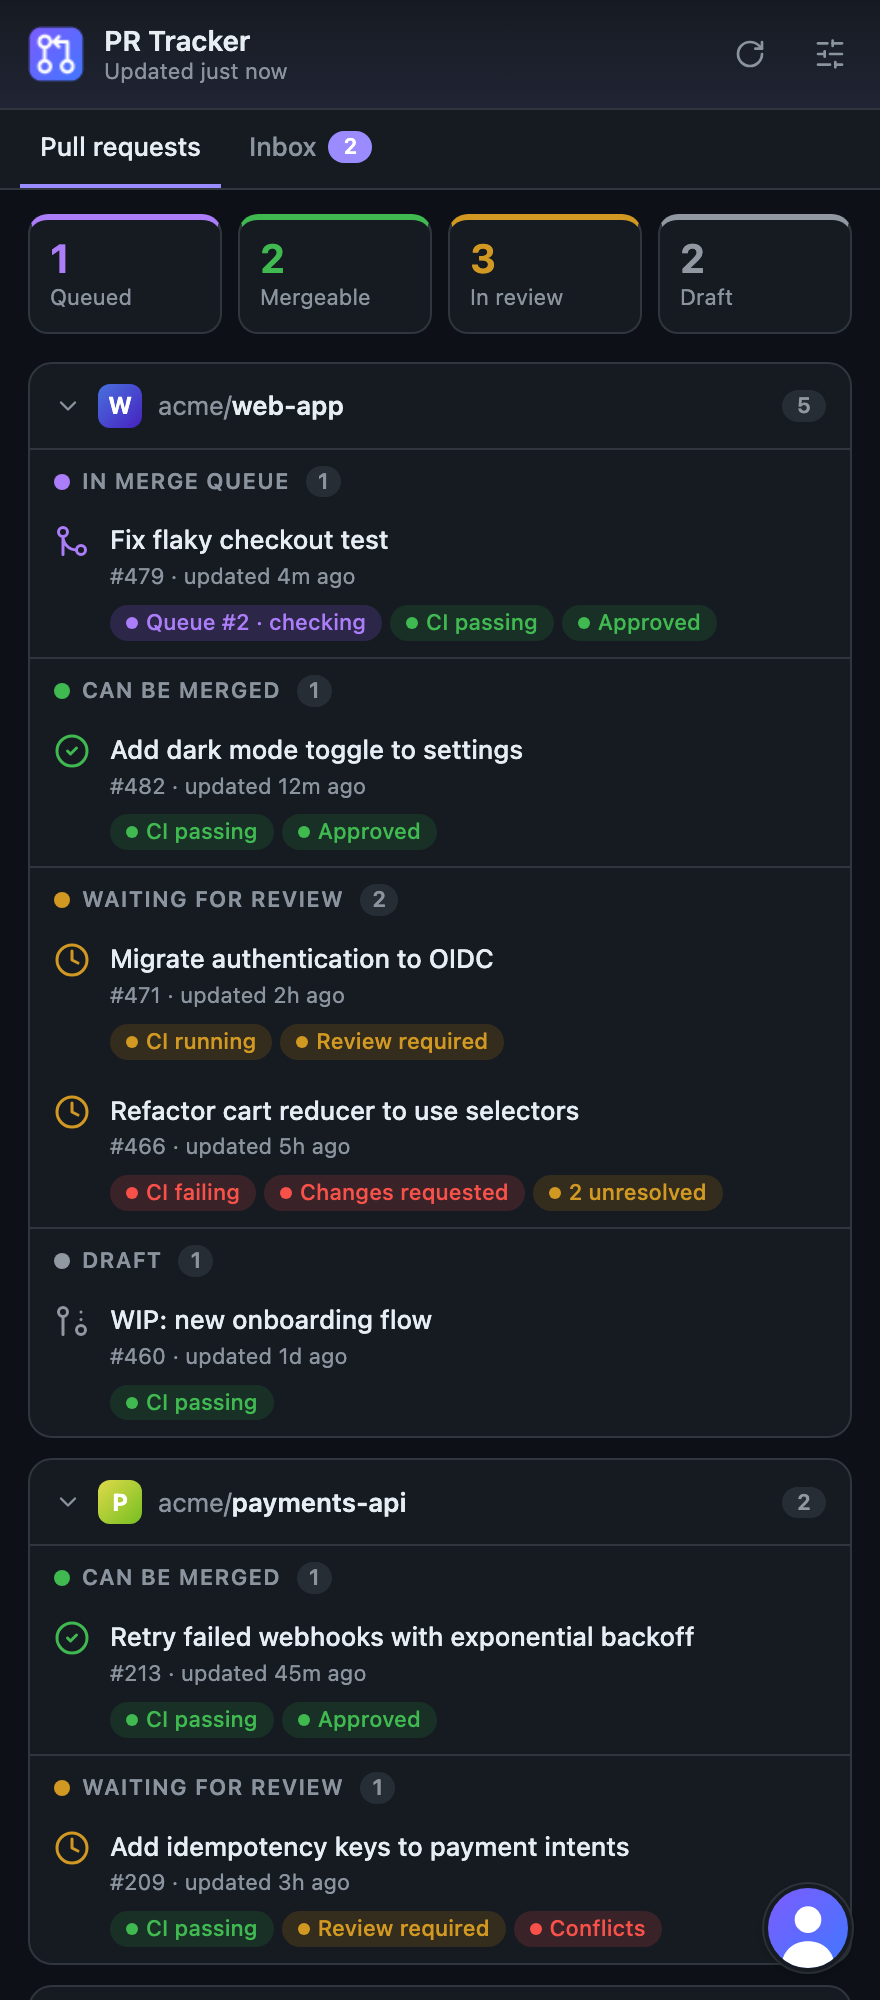 PR Tracker
Updated just now
Pull requests
Inbox 2
1
Queued
2
Mergeable
3
In review
2
Draft
W acme/web-app 5
IN MERGE QUEUE 1
Fix flaky checkout test
#479 · updated 4m ago
Queue #2 · checking CI passing Approved
CAN BE MERGED 1
Add dark mode toggle to settings
#482 · updated 12m ago
CI passing Approved
WAITING FOR REVIEW 2
Migrate authentication to OIDC
#471 · updated 2h ago
CI running Review required
Refactor cart reducer to use selectors
#466 · updated 5h ago
CI failing Changes requested 2 unresolved
DRAFT 1
WIP: new onboarding flow
#460 · updated 1d ago
CI passing
P acme/payments-api 2
CAN BE MERGED 1
Retry failed webhooks with exponential backoff
#213 · updated 45m ago
CI passing Approved
WAITING FOR REVIEW 1
Add idempotency keys to payment intents
#209 · updated 3h ago
CI passing Review required Conflicts